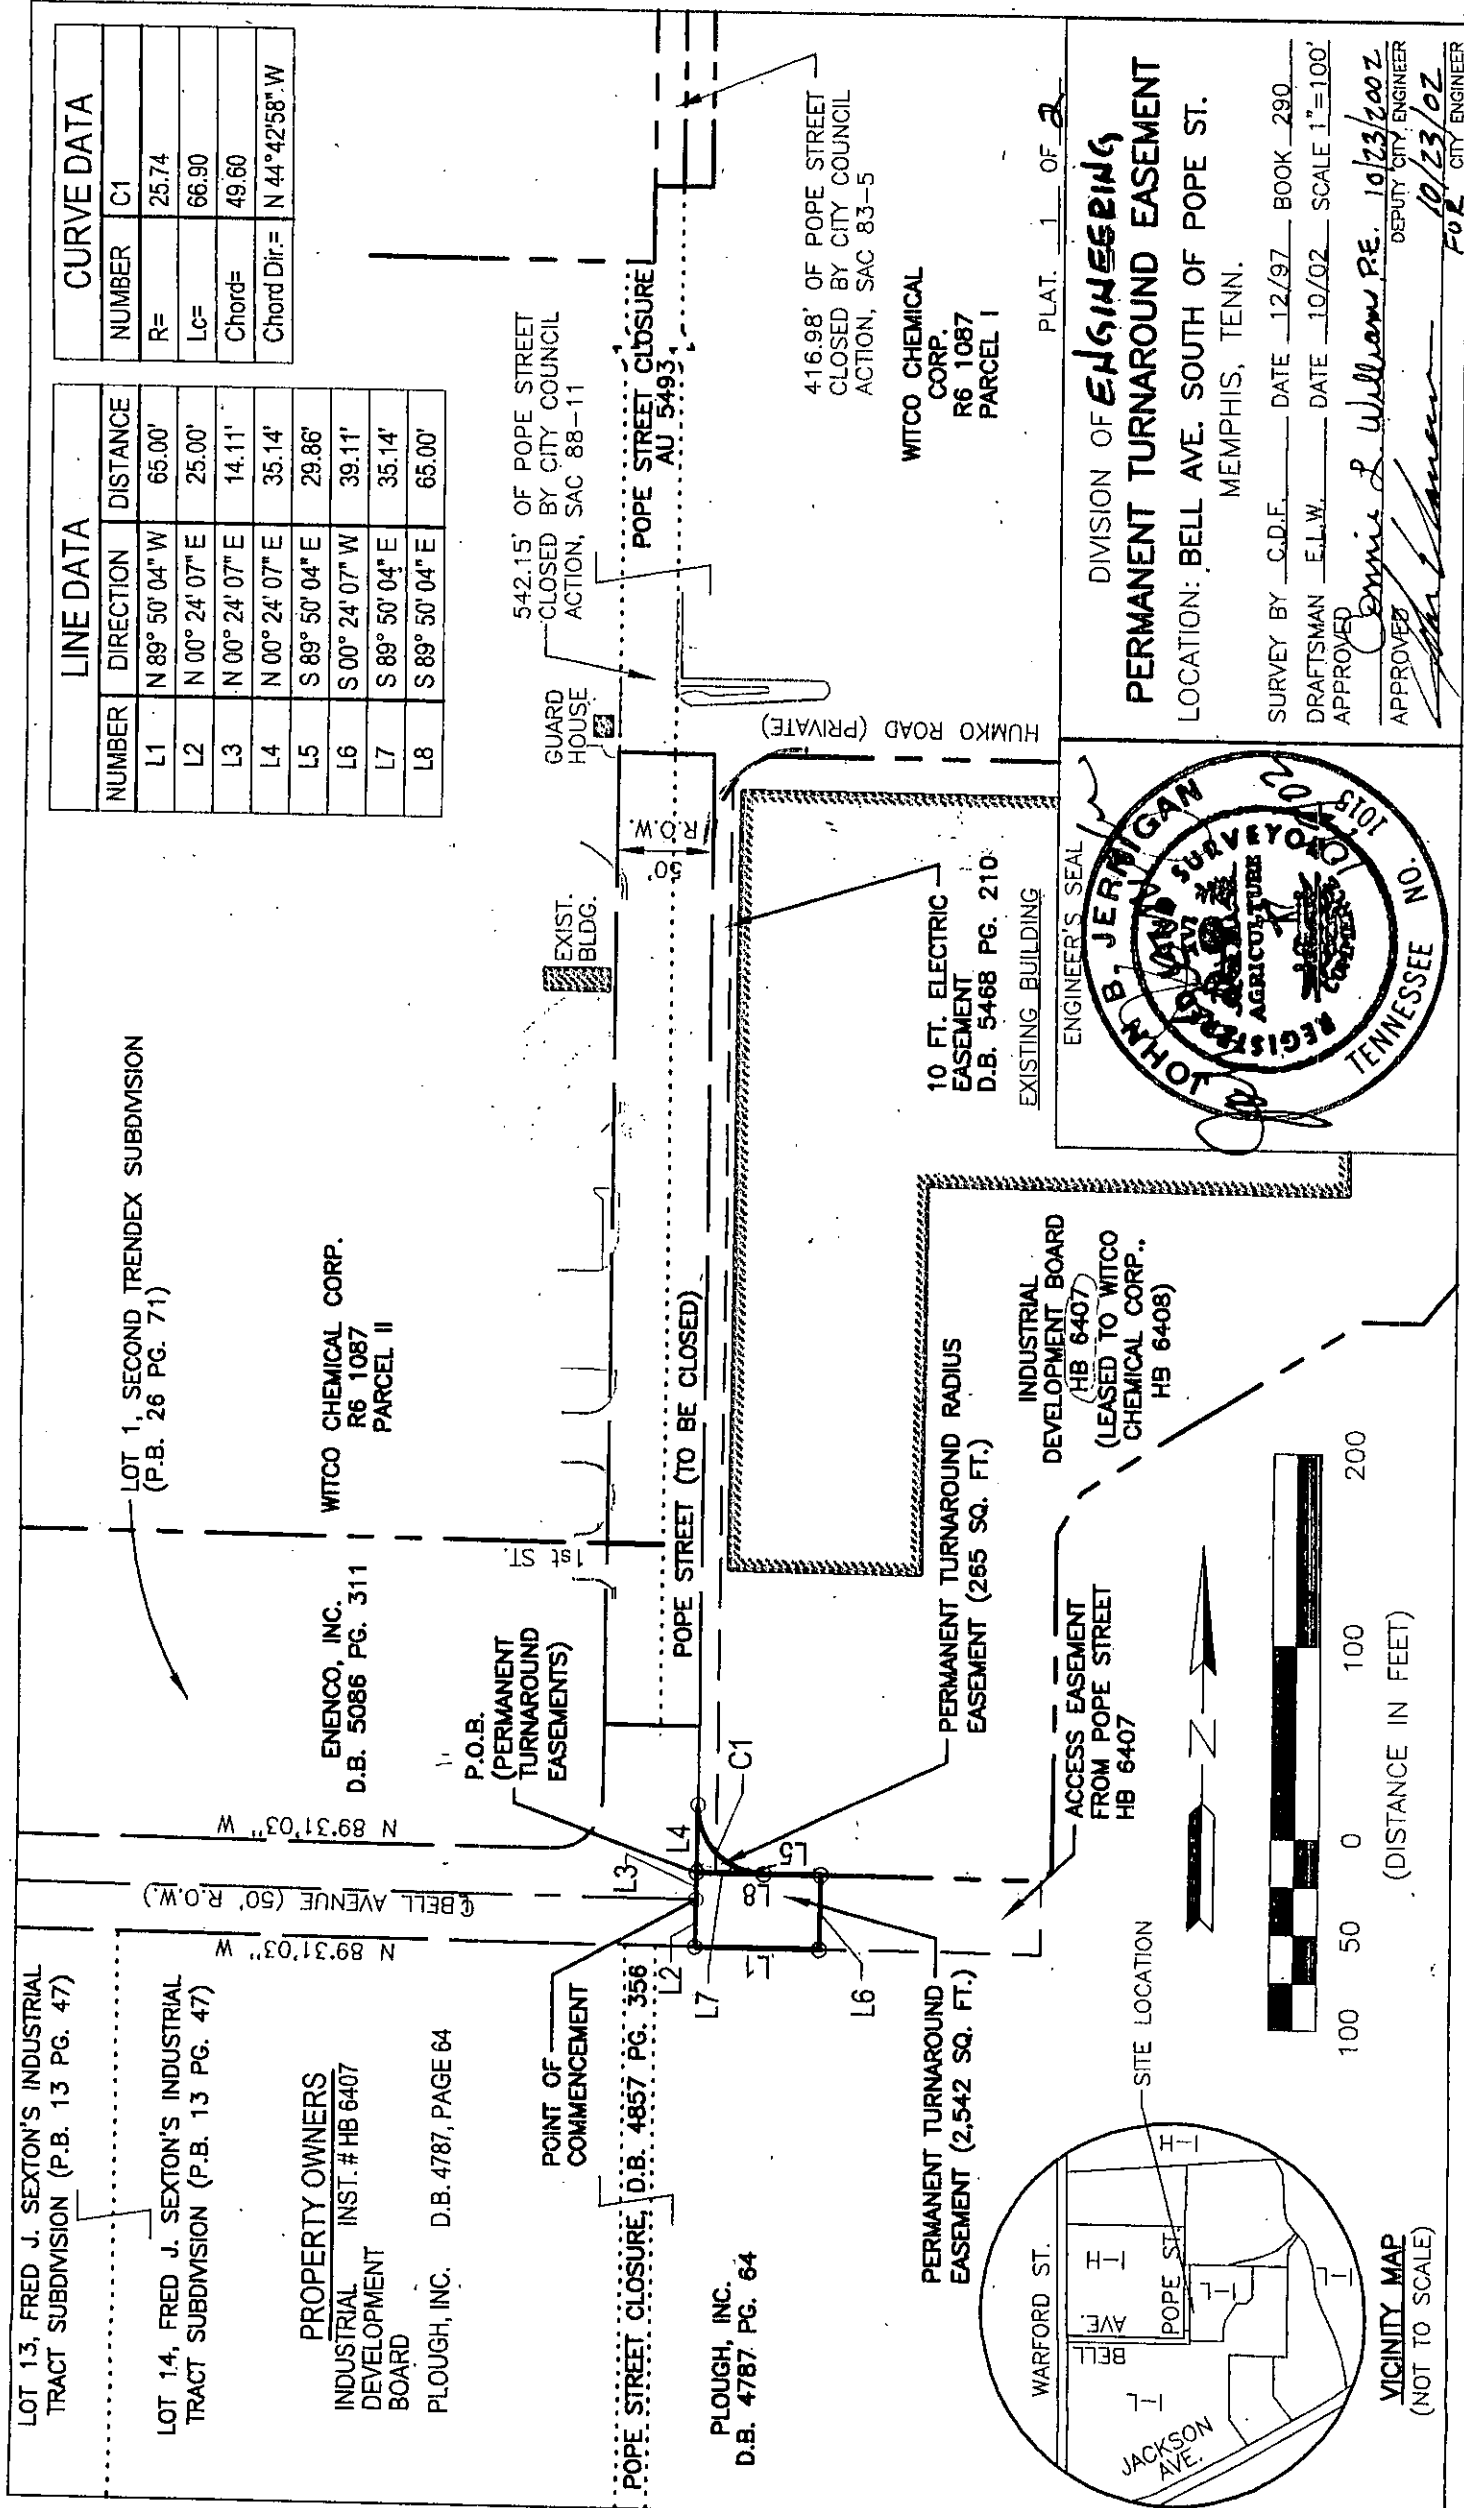 LOT 13, FRED J. SEXTON'S INDUSTRIAL
TRACT SUBDIVISION (P.B. 13 PG. 47)
LOT 14, FRED J. SEXTON'S INDUSTRIAL
TRACT SUBDIVISION (P.B. 13 PG. 47)
PROPERTY OWNERS
INDUSTRIAL INST. # HB 6407
DEVELOPMENT
BOARD
PLOUGH, INC. D.B. 4787, PAGE 64
POINT OF
COMMENCEMENT
POPE STREET CLOSURE, D.B. 4857 PG. 356
PLOUGH, INC.
D.B. 4787 PG. 64
N 89°31'03" W
℄ BELL AVENUE (50' R.O.W.)
N 89°31'03" W
LOT 1, SECOND TRENDEX SUBDIVISION
(P.B. 26 PG. 71)
ENENCO, INC.
D.B. 5086 PG. 311
WITCO CHEMICAL CORP.
R6 1087
PARCEL II
P.O.B.
(PERMANENT
TURNAROUND
EASEMENTS)
1st ST.
POPE STREET (TO BE CLOSED)
L1
L2
L3
L4
L5
L6
L7
L8
C1
EXIST.
BLDG.
50'
R.O.W.
GUARD
HOUSE
LINE DATA
NUMBER DIRECTION DISTANCE
L1 N 89° 50' 04" W 65.00'
L2 N 00° 24' 07" E 25.00'
L3 N 00° 24' 07" E 14.11'
L4 N 00° 24' 07" E 35.14'
L5 S 89° 50' 04" E 29.86'
L6 S 00° 24' 07" W 39.11'
L7 S 89° 50' 04" E 35.14'
L8 S 89° 50' 04" E 65.00'
CURVE DATA
NUMBER C1
R= 25.74
Lc= 66.90
Chord= 49.60
Chord Dir.= N 44°42'58" W
542.15' OF POPE STREET
CLOSED BY CITY COUNCIL
ACTION, SAC 88-11
POPE STREET CLOSURE
AU 5493
416.98' OF POPE STREET
CLOSED BY CITY COUNCIL
ACTION, SAC 83-5
WITCO CHEMICAL
CORP.
R6 1087
PARCEL I
HUMKO ROAD (PRIVATE)
10 FT. ELECTRIC
EASEMENT
D.B. 5468 PG. 210
EXISTING BUILDING
PERMANENT TURNAROUND RADIUS
EASEMENT (265 SQ. FT.)
INDUSTRIAL
DEVELOPMENT BOARD
(HB 6407)
(LEASED TO WITCO
CHEMICAL CORP.,
HB 6408)
ACCESS EASEMENT
FROM POPE STREET
HB 6407
PERMANENT TURNAROUND
EASEMENT (2,542 SQ. FT.)
SITE LOCATION
WARFORD ST.
BELL AVE.
POPE ST.
JACKSON
AVE.
I-H
I-H
I-L
I-L
I-L
VICINITY MAP
(NOT TO SCALE)
N
100 50 0 100 200
(DISTANCE IN FEET)
ENGINEER'S SEAL
JOHN B. JERNIGAN
REGISTERED LAND SURVEYOR
AGRICULTURE
COMMERCE
TENNESSEE NO. 1015
PLAT. 1 OF 2
DIVISION OF ENGINEERING
PERMANENT TURNAROUND EASEMENT
LOCATION: BELL AVE. SOUTH OF POPE ST.
MEMPHIS, TENN.
SURVEY BY C.D.F. DATE 12/97 BOOK 290
DRAFTSMAN E.L.W. DATE 10/02 SCALE 1"=100'
APPROVED Williams P.E. 10/23/2002
DEPUTY CITY ENGINEER
APPROVED 10/23/02
FOR CITY ENGINEER